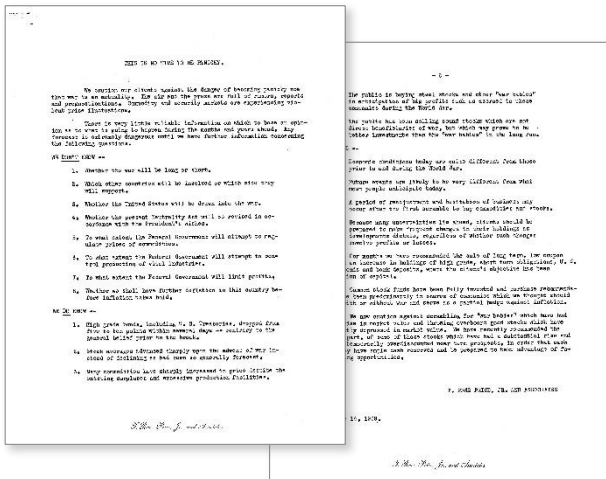 THIS IS NO TIME TO BE PANICKY.
We caution our clients against the danger of becoming panicky now
that war is an actuality. The air and the press are full of rumors, reports
and prognostications. Commodity and security markets are experiencing vio-
lent price fluctuations.
There is very little reliable information on which to base an opin-
ion as to what is going to happen during the months and years ahead. Any
forecast is extremely dangerous until we have further information concerning
the following questions.
WE DON'T KNOW --
1. Whether the war will be long or short.
2. Which other countries will be involved or which side they
will support.
3. Whether the United States will be drawn into the war.
4. Whether the present Neutrality Act will be revised in ac-
cordance with the President's wishes.
5. To what extent the Federal Government will attempt to reg-
ulate prices of commodities.
6. To what extent the Federal Government will attempt to con-
trol production of vital industries.
7. To what extent the Federal Government will limit profits.
8. Whether we shall have further deflation in this country be-
fore inflation takes hold.
WE DO KNOW --
1. High grade bonds, including U. S. Treasuries, dropped from
five to ten points within several days -- contrary to the
general belief prior to the break.
2. Stock averages advanced sharply upon the advent of war in-
stead of declining as had been so generally forecast.
3. Many commodities have sharply increased in price despite the
existing surpluses and excessive production facilities.
T. Rowe Price, Jr. and Associates
- 2 -
The public is buying steel stocks and other "war babies"
in anticipation of big profits such as accrued to these
companies during the World War.
The public has been selling sound stocks which are not
direct beneficiaries of war, but which may prove to be
better investments than the "war babies" in the long run.
Economic conditions today are quite different from those
prior to and during the World War.
Future events are likely to be very different from what
most people anticipate today.
A period of readjustment and hesitation of business may
occur after the first scramble to buy commodities and stocks.
Because many uncertainties lie ahead, clients should be
prepared to make frequent changes in their holdings as
developments dictate, regardless of whether such changes
involve profits or losses.
For months we have recommended the sale of long term, low coupon
an increase in holdings of high grade, short term obligations, U. S.
and bank deposits, where the client's objective has been
of capital.
Common stock funds have been fully invested and purchase recommenda-
been predominantly in shares of companies which we thought should
with or without war and serve as a partial hedge against inflation.
We now caution against scrambling for "war babies" which have had
rise in market value and throwing overboard good stocks which have
depressed in market value. We have recently recommended the
part, of some of those stocks which have had a substantial rise and
temporarily overdiscounted near term prospects, in order that each
have ample cash reserves and be prepared to take advantage of fu-
opportunities.
T. ROWE PRICE, JR. AND ASSOCIATES
T. Rowe Price, Jr. and Associates